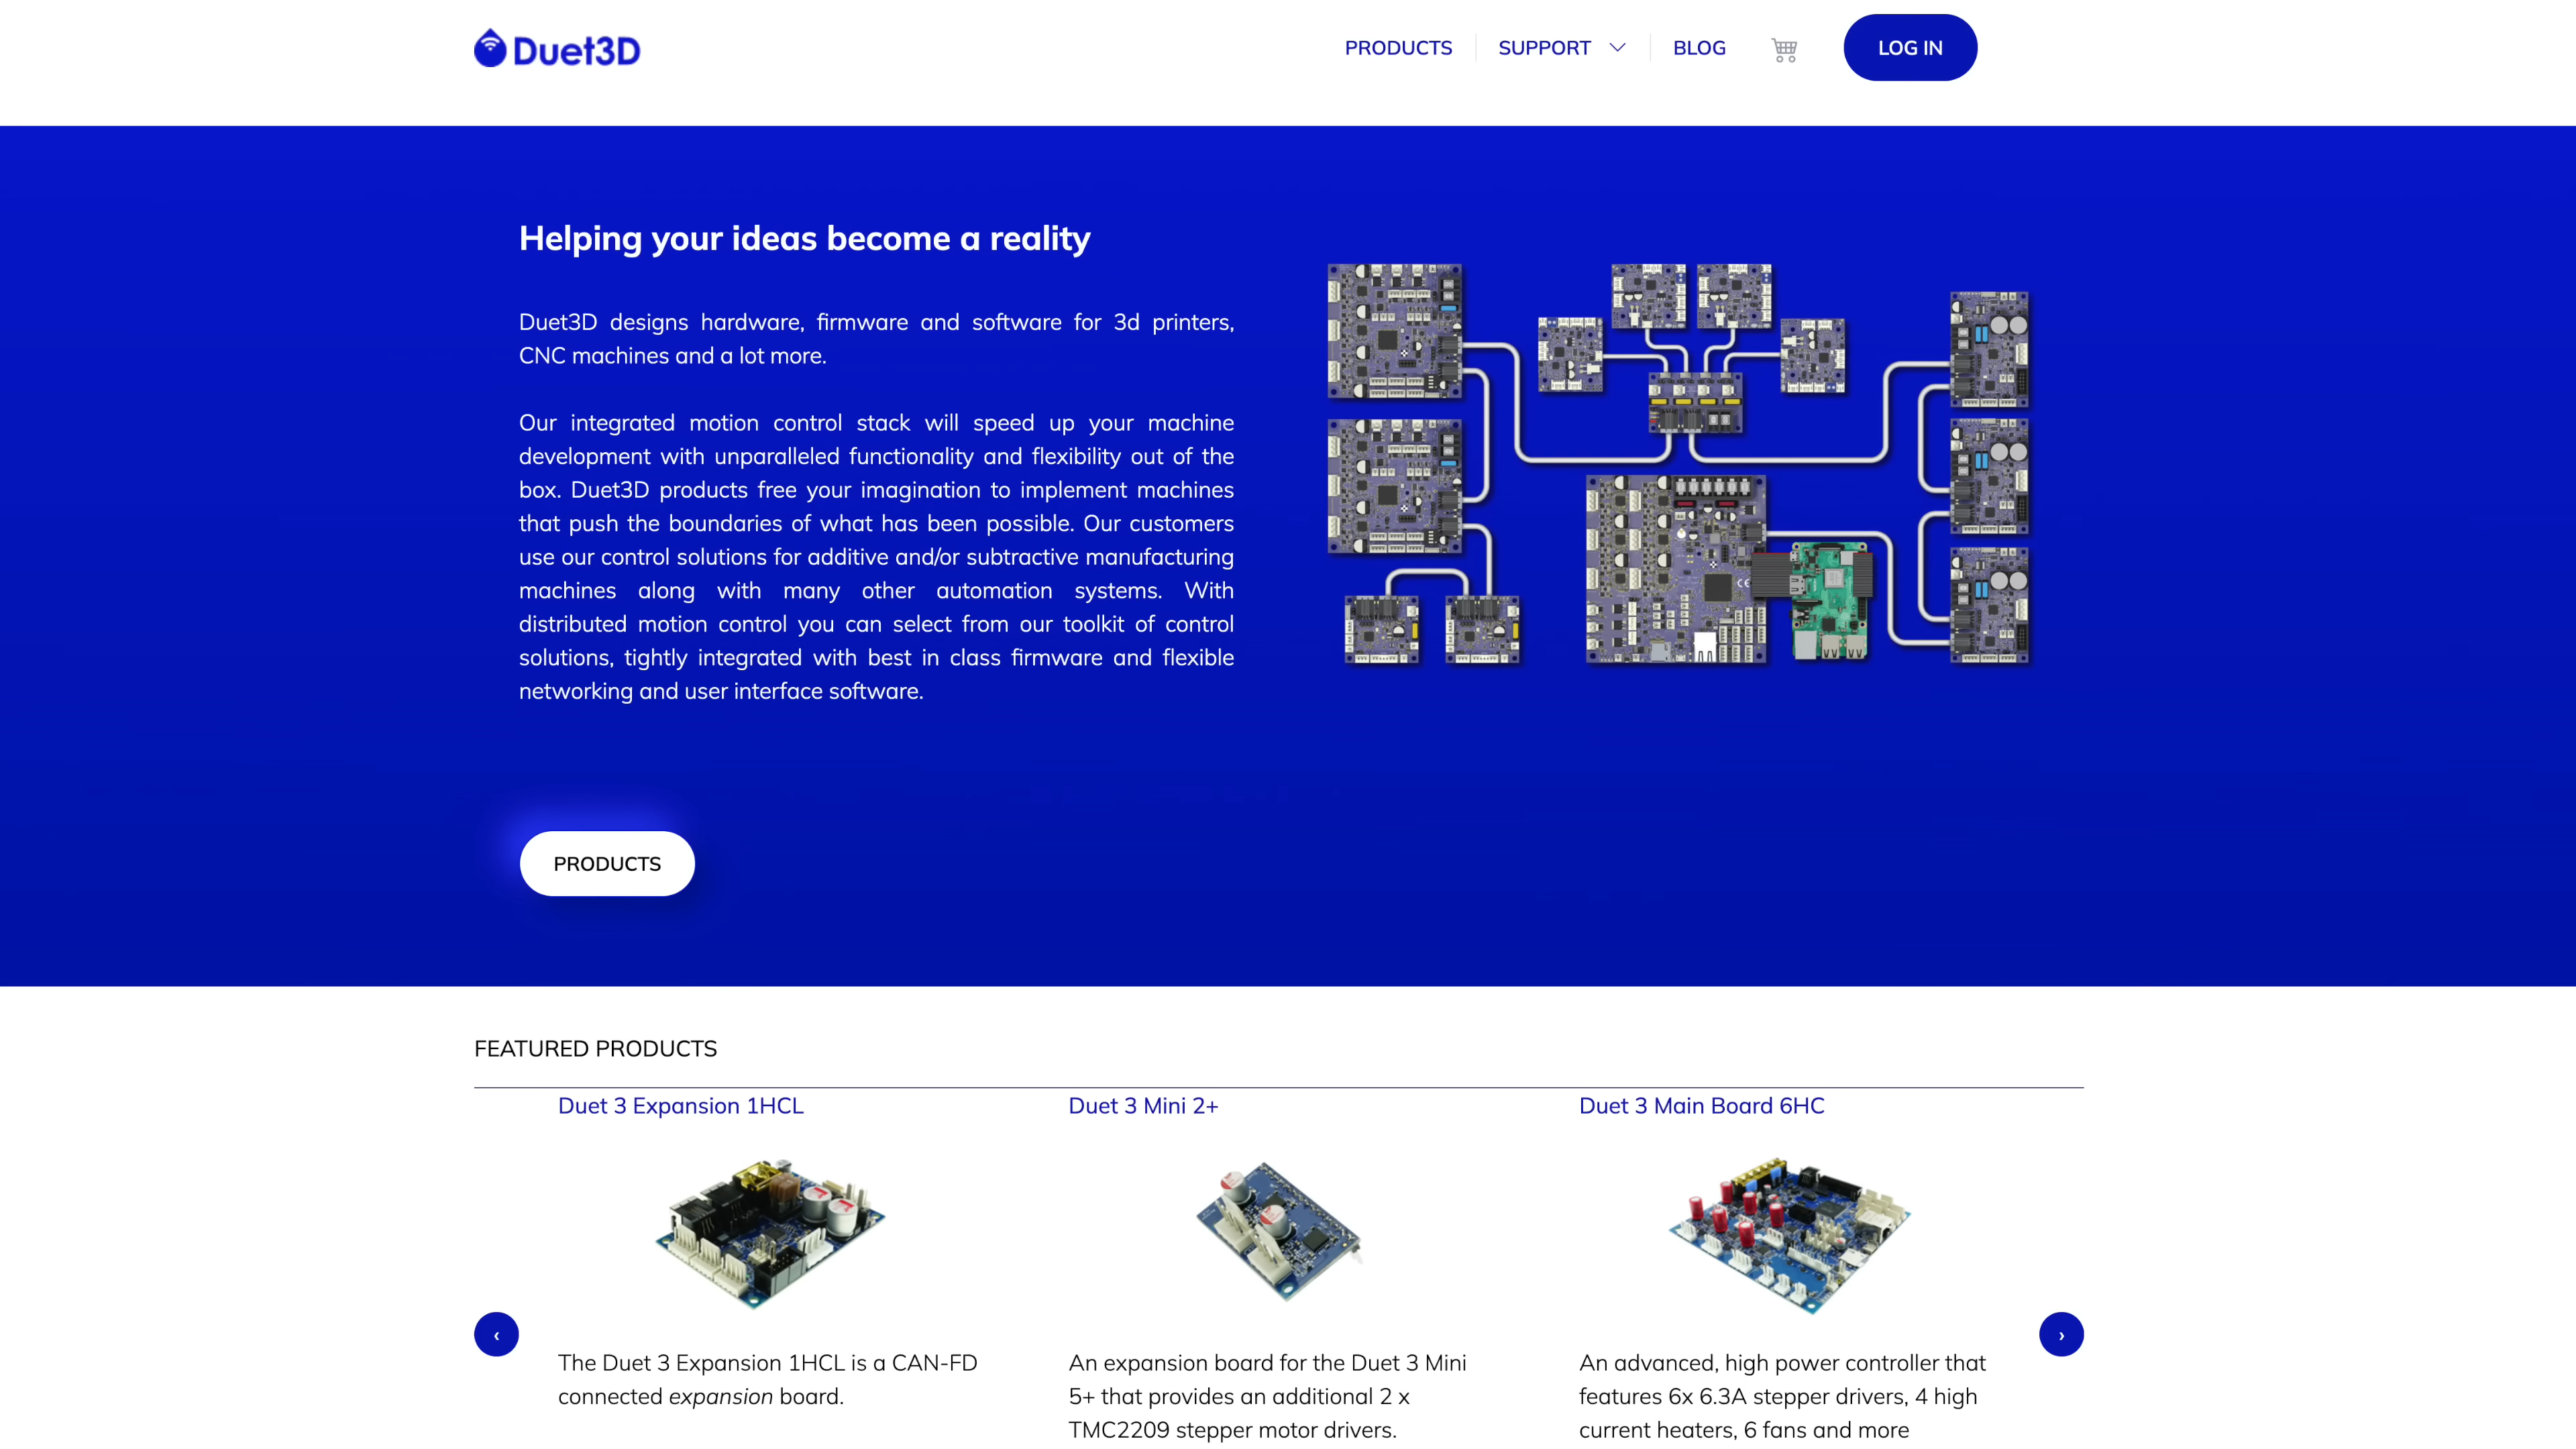 Duet3D
PRODUCTS
SUPPORT
BLOG
LOG IN
Helping your ideas become a reality
Duet3D designs hardware, firmware and software for 3d printers,
CNC machines and a lot more.
Our integrated motion control stack will speed up your machine
development with unparalleled functionality and flexibility out of the
box. Duet3D products free your imagination to implement machines
that push the boundaries of what has been possible. Our customers
use our control solutions for additive and/or subtractive manufacturing
machines along with many other automation systems. With
distributed motion control you can select from our toolkit of control
solutions, tightly integrated with best in class firmware and flexible
networking and user interface software.
PRODUCTS
FEATURED PRODUCTS
Duet 3 Expansion 1HCL
The Duet 3 Expansion 1HCL is a CAN-FD
connected expansion board.
Duet 3 Mini 2+
An expansion board for the Duet 3 Mini
5+ that provides an additional 2 x
TMC2209 stepper motor drivers.
Duet 3 Main Board 6HC
An advanced, high power controller that
features 6x 6.3A stepper drivers, 4 high
current heaters, 6 fans and more